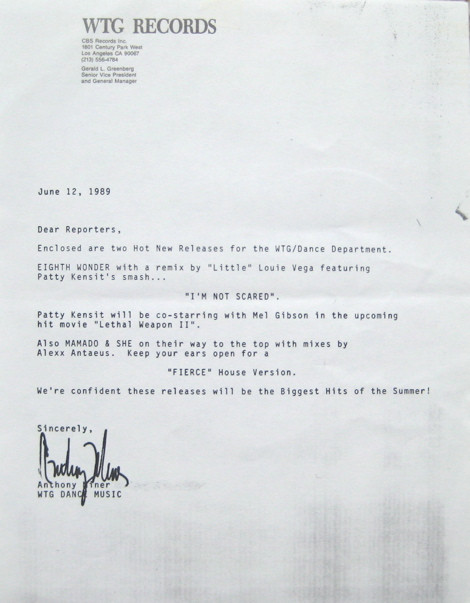 WTG RECORDS
CBS Records Inc.
1801 Century Park West
Los Angeles CA 90067
(213) 556-4784
Gerald L. Greenberg
Senior Vice President
and General Manager
June 12, 1989
Dear Reporters,
Enclosed are two Hot New Releases for the WTG/Dance Department.
EIGHTH WONDER with a remix by "Little" Louie Vega featuring
Patty Kensit's smash...
"I'M NOT SCARED".
Patty Kensit will be co-starring with Mel Gibson in the upcoming
hit movie "Lethal Weapon II".
Also MAMADO & SHE on their way to the top with mixes by
Alexx Antaeus. Keep your ears open for a
"FIERCE" House Version.
We're confident these releases will be the Biggest Hits of the Summer!
Sincerely,
Anthony
WTG DANCE MUSIC